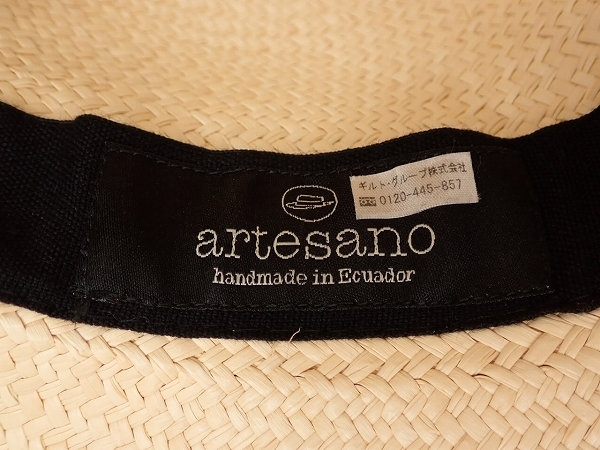 ギルト・グループ株式会社
0120-445-857
artesano
handmade in Ecuador